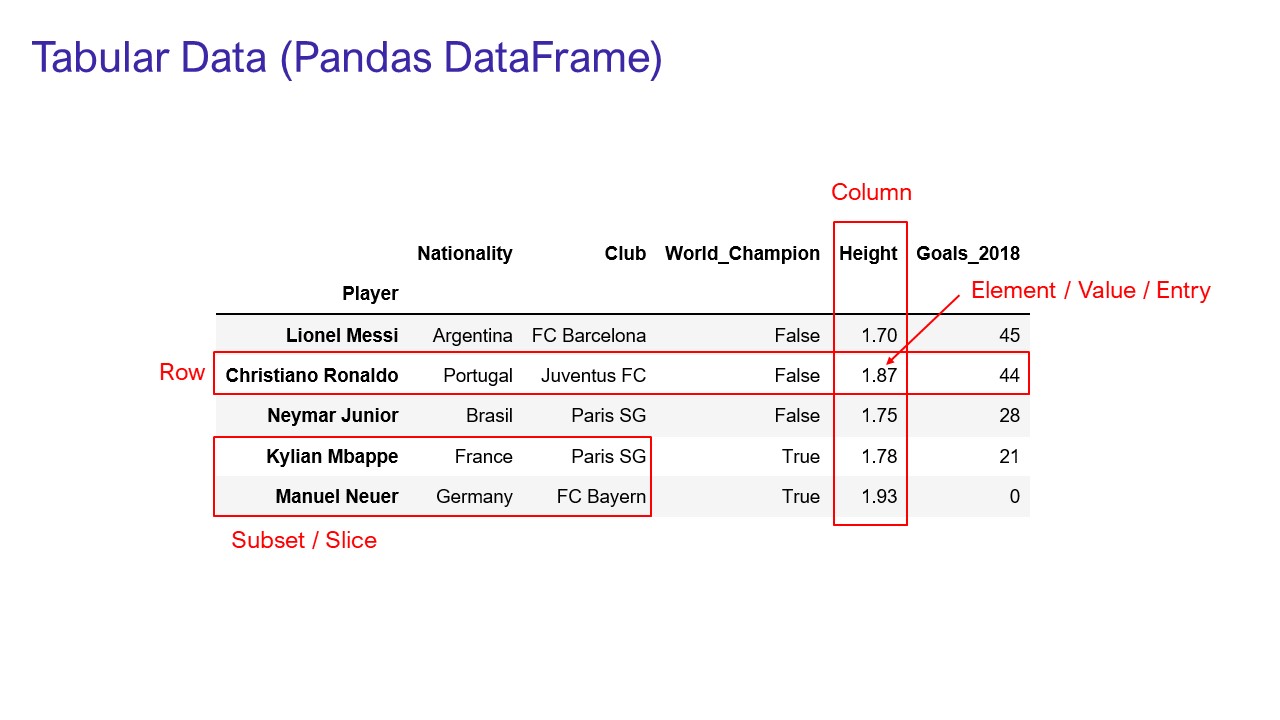 Tabular Data (Pandas DataFrame)
Column
Nationality Club World_Champion Height Goals_2018
Player
Element / Value / Entry
Lionel Messi Argentina FC Barcelona False 1.70 45
Row
Christiano Ronaldo Portugal Juventus FC False 1.87 44
Neymar Junior Brasil Paris SG False 1.75 28
Kylian Mbappe France Paris SG True 1.78 21
Manuel Neuer Germany FC Bayern True 1.93 0
Subset / Slice